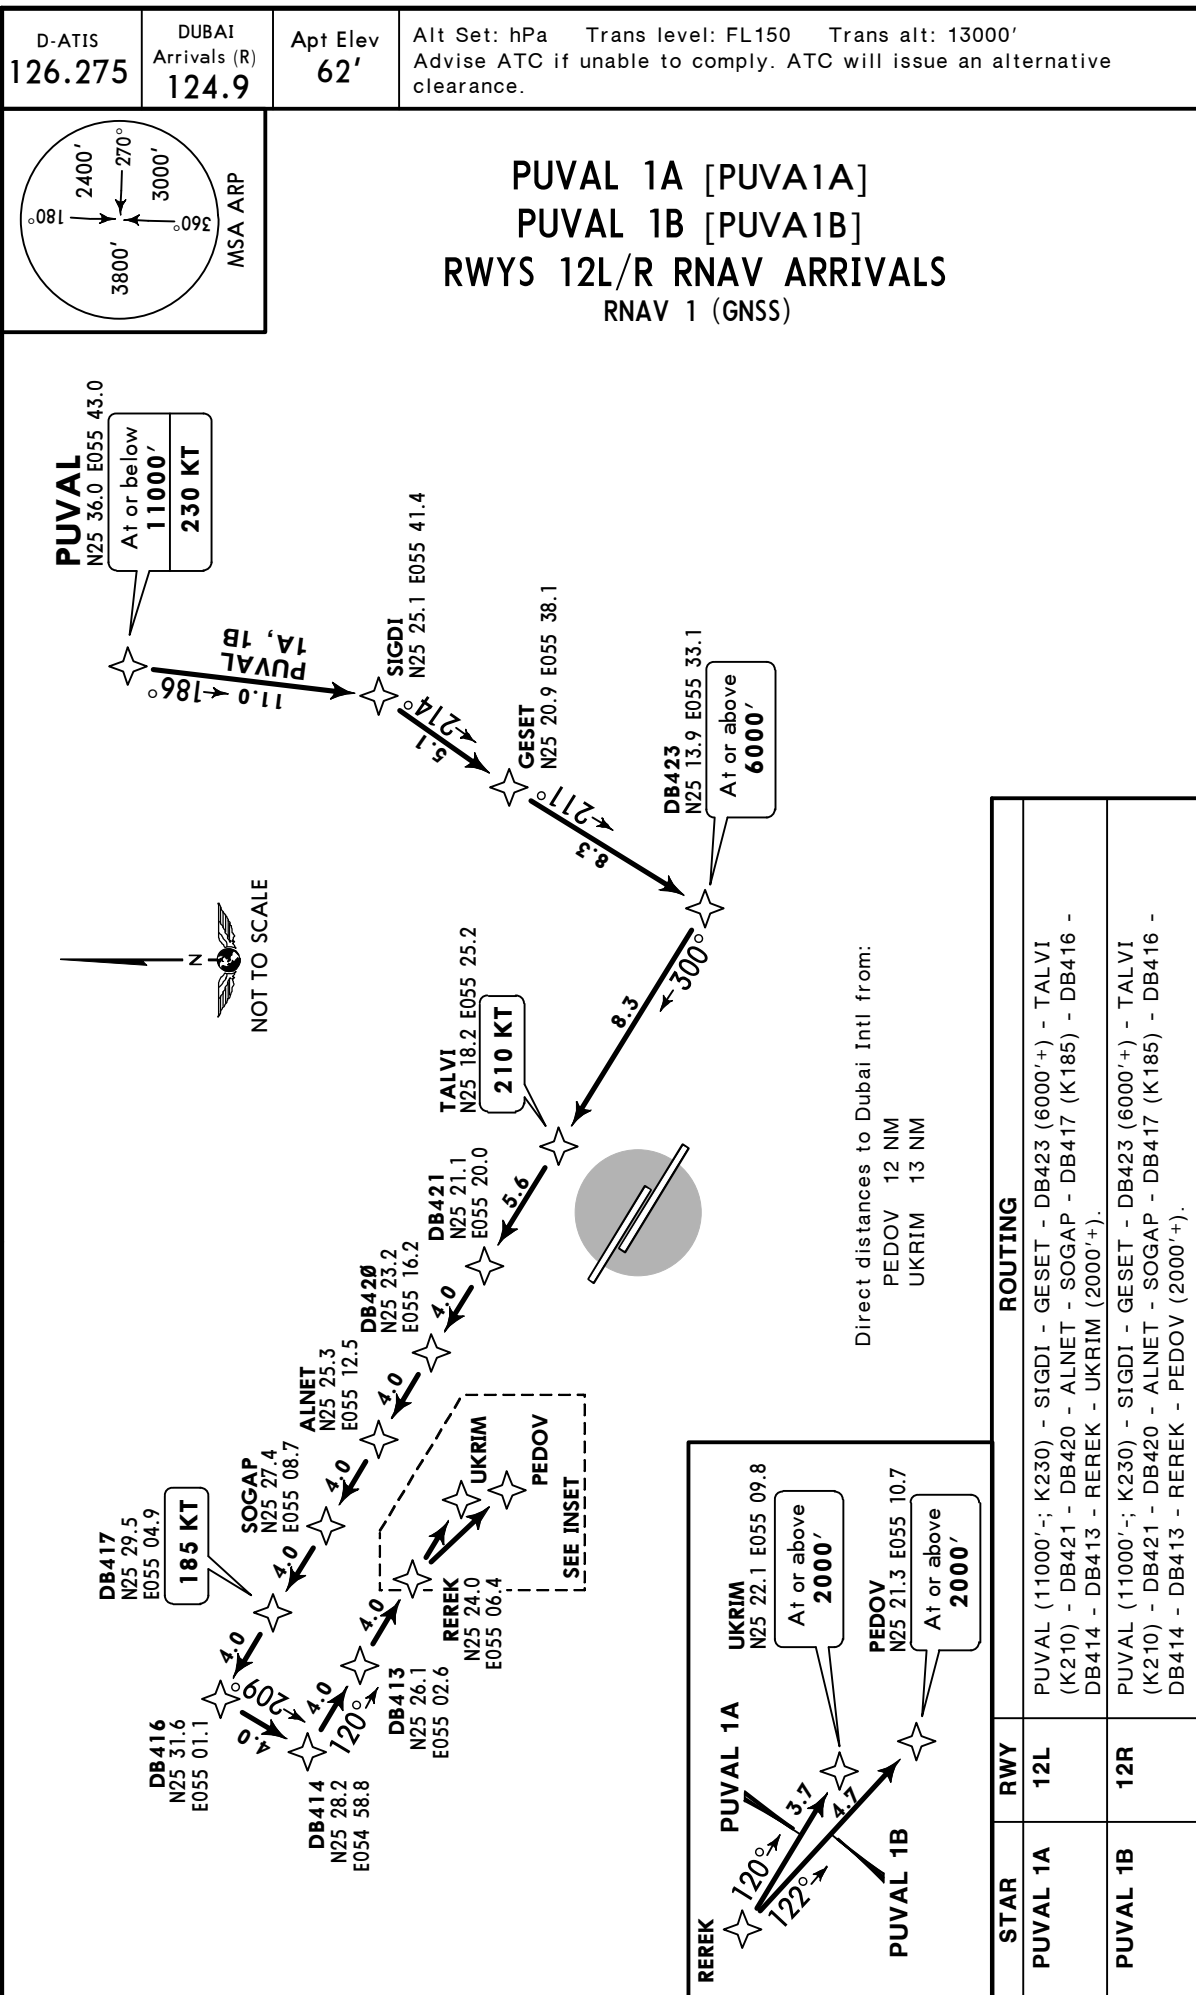 D-ATIS
126.275
DUBAI
Arrivals (R)
124.9
Apt Elev
62'
Alt Set: hPa Trans level: FL150 Trans alt: 13000'
Advise ATC if unable to comply. ATC will issue an alternative
clearance.
270°
2400'
3000'
180°
360°
3800'
MSA ARP
PUVAL 1A [PUVA1A]
PUVAL 1B [PUVA1B]
RWYS 12L/R RNAV ARRIVALS
RNAV 1 (GNSS)
PUVAL
N25 36.0 E055 43.0
At or below
11000'
230 KT
186°
11.0
PUVAL
1A, 1B
SIGDI
N25 25.1 E055 41.4
214°
5.1
GESET
N25 20.9 E055 38.1
211°
8.3
DB423
N25 13.9 E055 33.1
At or above
6000'
300°
8.3
N
NOT TO SCALE
TALVI
N25 18.2 E055 25.2
210 KT
5.6
DB421
N25 21.1
E055 20.0
4.0
DB420
N25 23.2
E055 16.2
4.0
ALNET
N25 25.3
E055 12.5
4.0
SOGAP
N25 27.4
E055 08.7
4.0
DB417
N25 29.5
E055 04.9
185 KT
4.0
DB416
N25 31.6
E055 01.1
209°
4.0
DB414
N25 28.2
E054 58.8
4.0
120°
DB413
N25 26.1
E055 02.6
4.0
REREK
N25 24.0
E055 06.4
UKRIM
PEDOV
SEE INSET
Direct distances to Dubai Intl from:
PEDOV 12 NM
UKRIM 13 NM
REREK
120°
3.7
PUVAL 1A
122°
4.7
PUVAL 1B
UKRIM
N25 22.1 E055 09.8
At or above
2000'
PEDOV
N25 21.3 E055 10.7
At or above
2000'
STAR RWY ROUTING
PUVAL 1A 12L PUVAL (11000'-; K230) - SIGDI - GESET - DB423 (6000'+) - TALVI
(K210) - DB421 - DB420 - ALNET - SOGAP - DB417 (K185) - DB416 -
DB414 - DB413 - REREK - UKRIM (2000'+).
PUVAL 1B 12R PUVAL (11000'-; K230) - SIGDI - GESET - DB423 (6000'+) - TALVI
(K210) - DB421 - DB420 - ALNET - SOGAP - DB417 (K185) - DB416 -
DB414 - DB413 - REREK - PEDOV (2000'+).